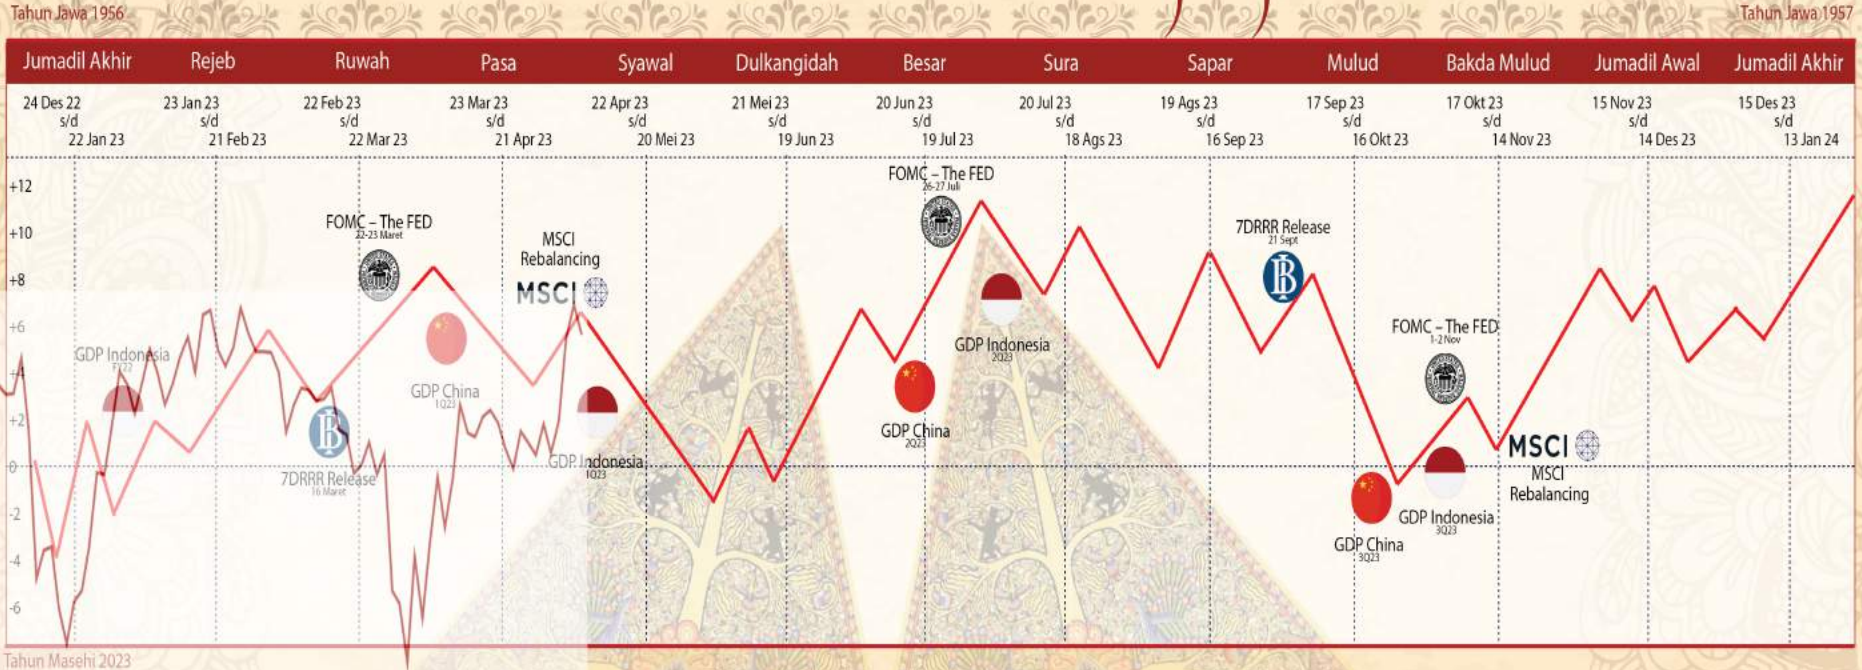 Tahun Jawa 1956
Tahun Jawa 1957
Jumadil Akhir Rejeb Ruwah Pasa Syawal Dulkangidah Besar Sura Sapar Mulud Bakda Mulud Jumadil Awal Jumadil Akhir
24 Des 22 23 Jan 23 22 Feb 23 23 Mar 23 22 Apr 23 21 Mei 23 20 Jun 23 20 Jul 23 19 Ags 23 17 Sep 23 17 Okt 23 15 Nov 23 15 Des 23
s/d s/d s/d s/d s/d s/d s/d s/d s/d s/d s/d s/d s/d
22 Jan 23 21 Feb 23 22 Mar 23 21 Apr 23 20 Mei 23 19 Jun 23 19 Jul 23 18 Ags 23 16 Sep 23 16 Okt 23 14 Nov 23 14 Des 23 13 Jan 24
+12
+10
+8
+6
+4
+2
0
-2
-4
-6
GDP Indonesia
FY22
7DRRR Release
16 Maret
FOMC – The FED
22-23 Maret
GDP China
1Q23
MSCI
Rebalancing
MSCI
GDP Indonesia
1Q23
FOMC – The FED
26-27 Juli
GDP China
2Q23
GDP Indonesia
2Q23
7DRRR Release
21 Sept
GDP China
3Q23
FOMC – The FED
1-2 Nov
GDP Indonesia
3Q23
MSCI
MSCI
Rebalancing
Tahun Masehi 2023